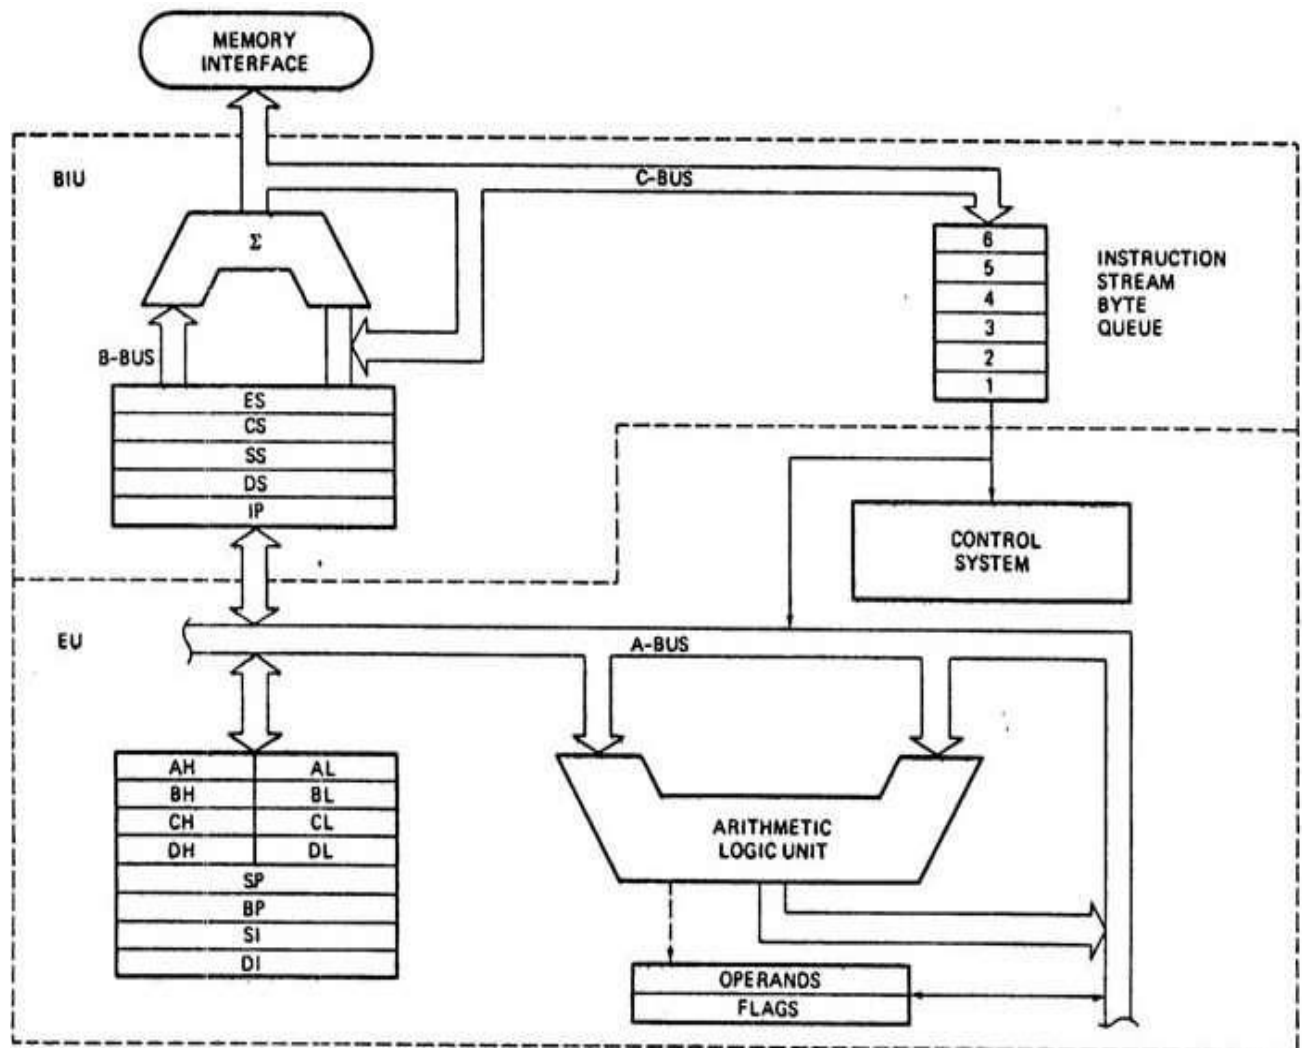 MEMORY
INTERFACE
BIU
C-BUS
Σ
B-BUS
6
5
4
3
2
1
INSTRUCTION
STREAM
BYTE
QUEUE
ES
CS
SS
DS
IP
CONTROL
SYSTEM
EU
A-BUS
AH AL
BH BL
CH CL
DH DL
SP
BP
SI
DI
ARITHMETIC
LOGIC UNIT
OPERANDS
FLAGS